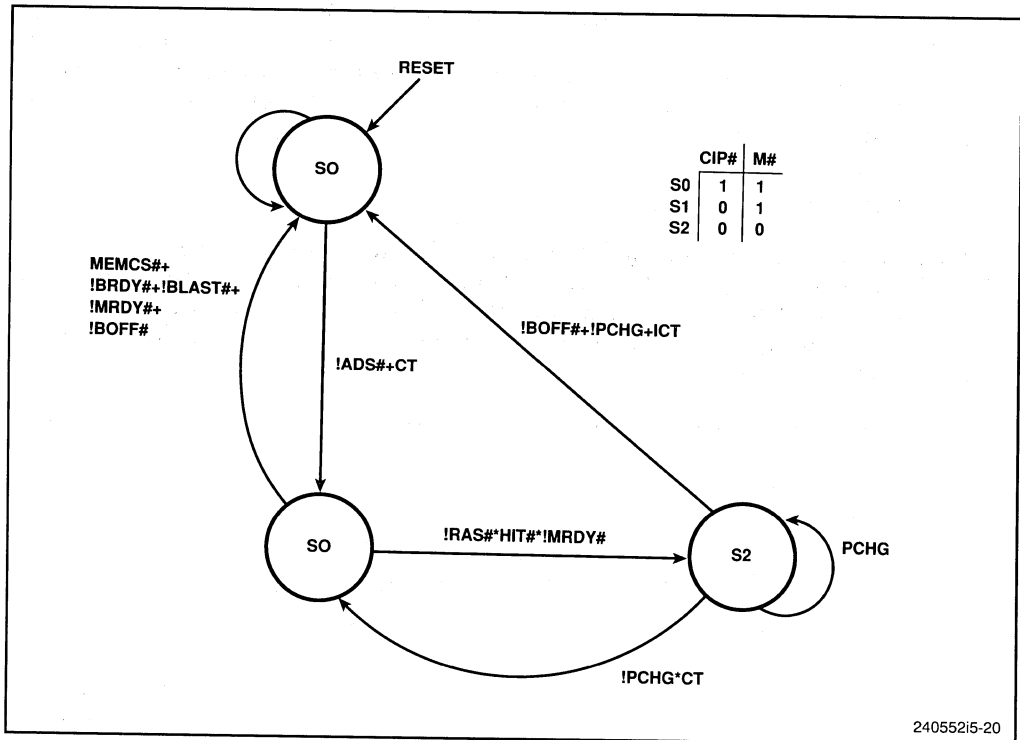 RESET
SO
CIP# M#
S0 1 1
S1 0 1
S2 0 0
MEMCS#+
!BRDY#+!BLAST#+
!MRDY#+
!BOFF#
!BOFF#+!PCHG+ICT
!ADS#+CT
SO
!RAS#*HIT#*!MRDY#
S2
PCHG
!PCHG*CT
240552i5-20